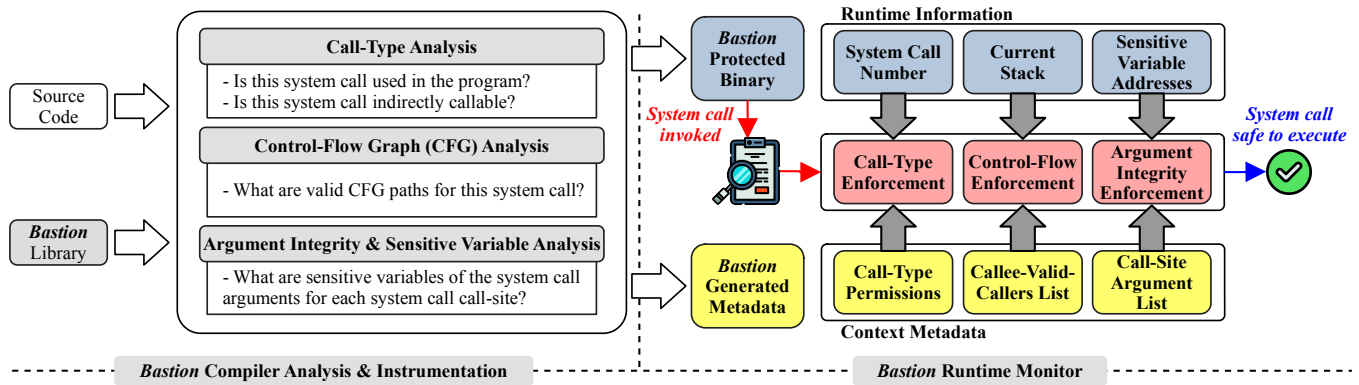 Source
Code
Bastion
Library
Call-Type Analysis
- Is this system call used in the program?
- Is this system call indirectly callable?
Control-Flow Graph (CFG) Analysis
- What are valid CFG paths for this system call?
Argument Integrity & Sensitive Variable Analysis
- What are sensitive variables of the system call
arguments for each system call call-site?
Bastion
Protected
Binary
System call
invoked
Bastion
Generated
Metadata
Runtime Information
System Call
Number
Current
Stack
Sensitive
Variable
Addresses
Call-Type
Enforcement
Control-Flow
Enforcement
Argument
Integrity
Enforcement
System call
safe to execute
Call-Type
Permissions
Callee-Valid-
Callers List
Call-Site
Argument
List
Context Metadata
Bastion Compiler Analysis & Instrumentation
Bastion Runtime Monitor